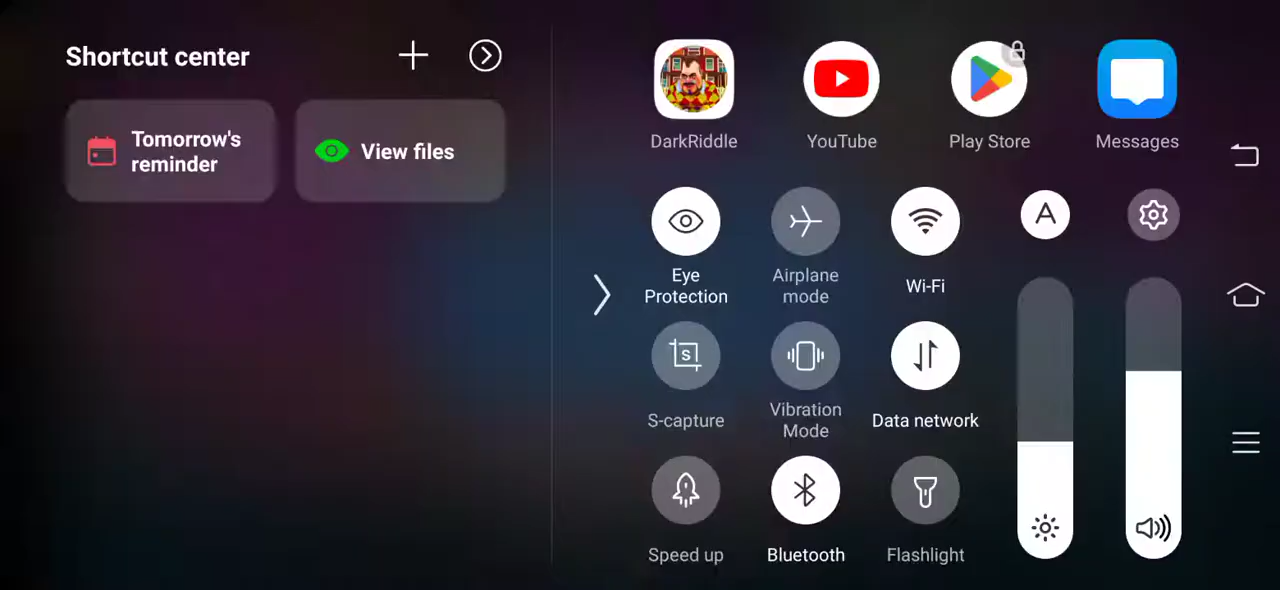 Shortcut center
Tomorrow's
reminder
View files
DarkRiddle
YouTube
Play Store
Messages
Eye
Protection
Airplane
mode
Wi-Fi
A
S
S-capture
Vibration
Mode
Data network
Speed up
Bluetooth
Flashlight